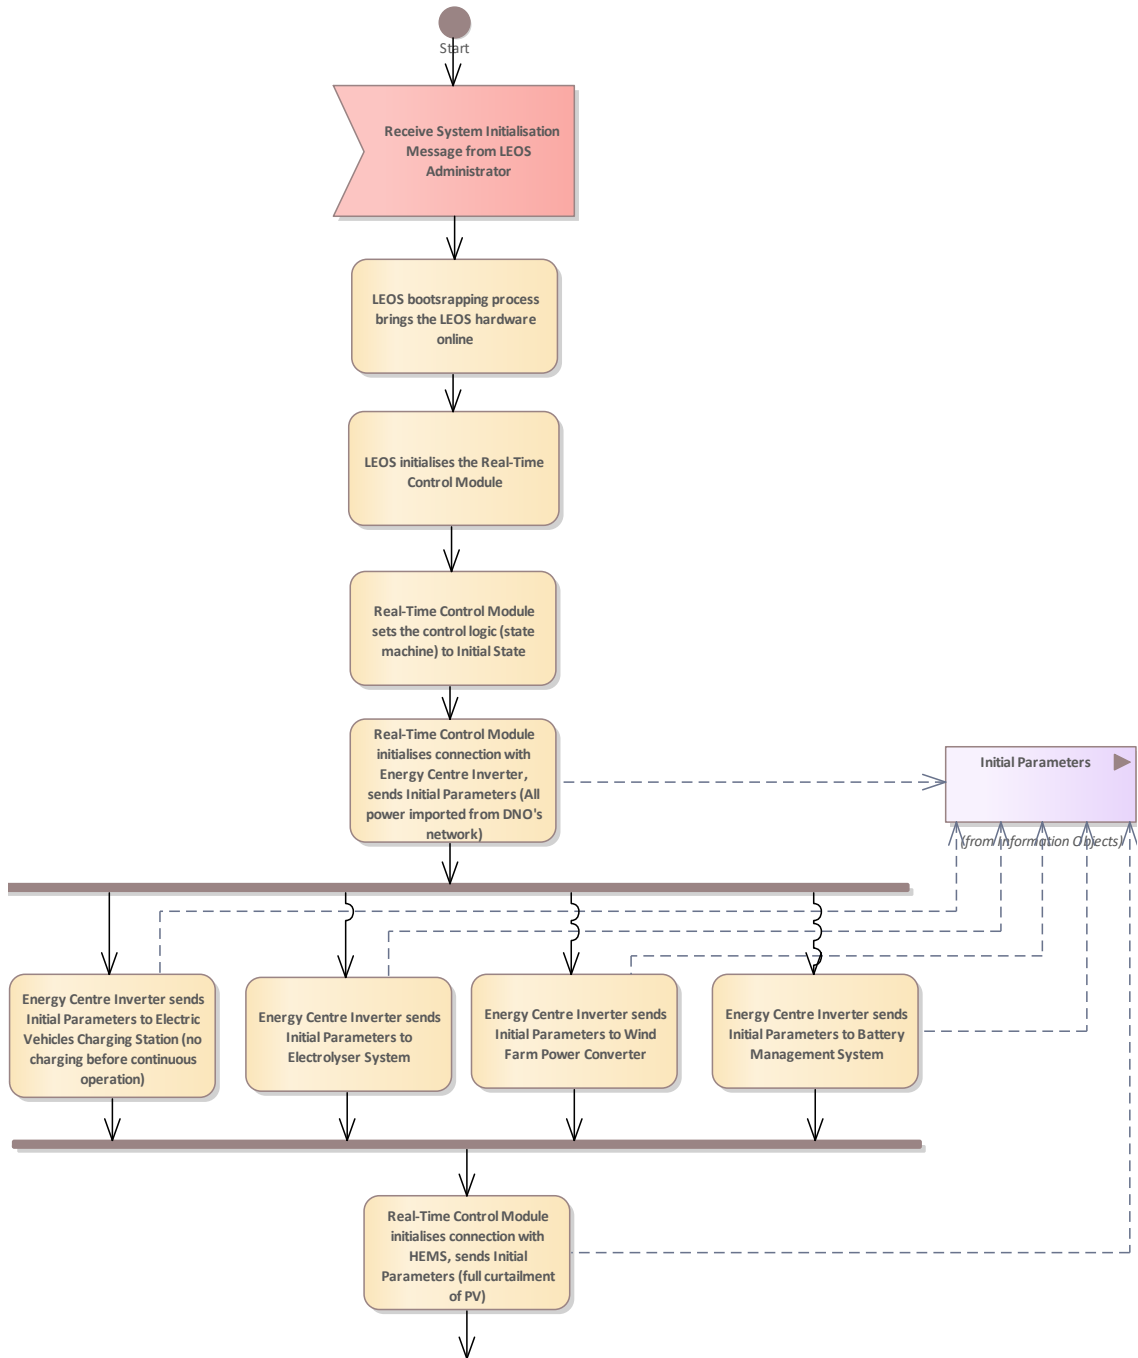 Start
Receive System Initialisation
Message from LEOS
Administrator
LEOS bootsrapping process
brings the LEOS hardware
online
LEOS initialises the Real-Time
Control Module
Real-Time Control Module
sets the control logic (state
machine) to Initial State
Real-Time Control Module
initialises connection with
Energy Centre Inverter,
sends Initial Parameters (All
power imported from DNO's
network)
Initial Parameters
(from Information Objects)
Energy Centre Inverter sends
Initial Parameters to Electric
Vehicles Charging Station (no
charging before continuous
operation)
Energy Centre Inverter sends
Initial Parameters to
Electrolyser System
Energy Centre Inverter sends
Initial Parameters to Wind
Farm Power Converter
Energy Centre Inverter sends
Initial Parameters to Battery
Management System
Real-Time Control Module
initialises connection with
HEMS, sends Initial
Parameters (full curtailment
of PV)